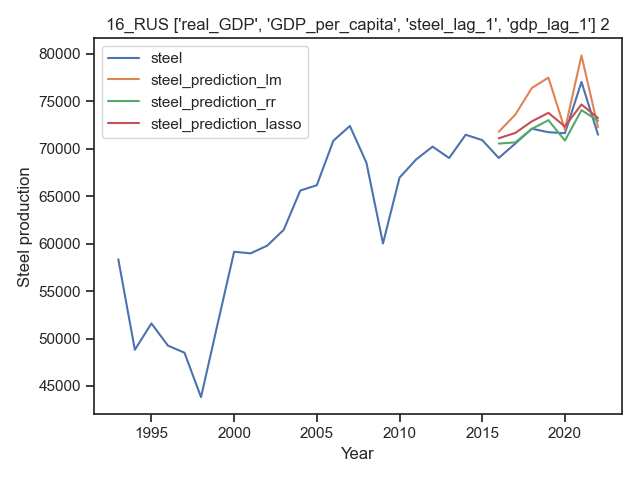 16_RUS ['real_GDP', 'GDP_per_capita', 'steel_lag_1', 'gdp_lag_1'] 2
steel
steel_prediction_lm
steel_prediction_rr
steel_prediction_lasso
Steel production
80000
75000
70000
65000
60000
55000
50000
45000
1995
2000
2005
2010
2015
2020
Year